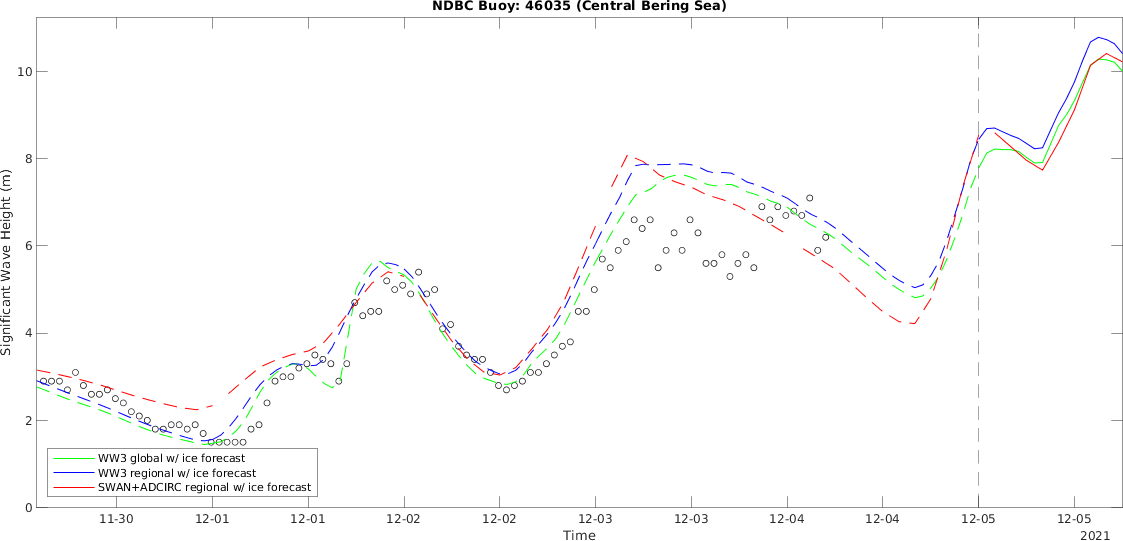 NDBC Buoy: 46035 (Central Bering Sea)
Significant Wave Height (m)
10
8
6
4
2
0
WW3 global w/ ice forecast
WW3 regional w/ ice forecast
SWAN+ADCIRC regional w/ ice forecast
11-30 12-01 12-01 12-02 12-02 12-03 12-03 12-04 12-04 12-05 12-05
Time
2021